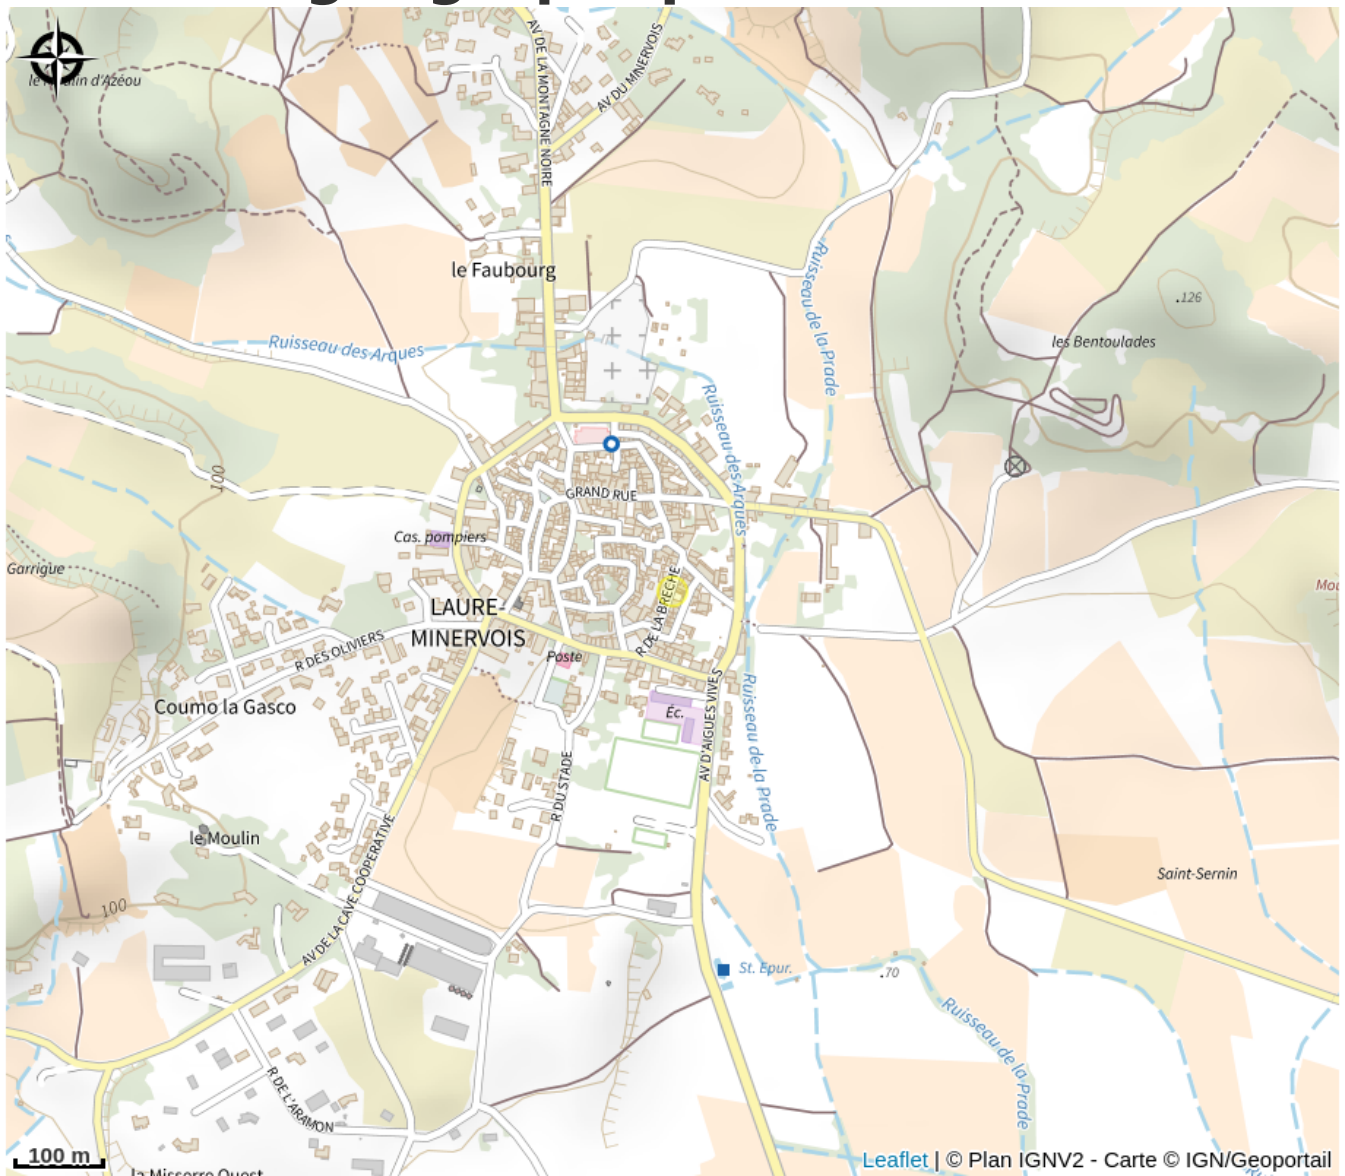 le Moulin d'Azéou
AV DE LA MONTAGNE NOIRE
AV DU MINERVOIS
le Faubourg
Ruisseau de la Prade
.126
les Bentoulades
Ruisseau des Arques
Ruisseau des Arques
100
GRAND RUE
Cas. pompiers
Garrigue
LAURE-
MINERVOIS
R DE LA BRECHE
R DES OLIVIERS
Poste
Coumo la Gasco
Éc.
AV D'AIGUES VIVES
Ruisseau de la Prade
R DU STADE
le Moulin
AV DE LA CAVE COOPERATIVE
Saint-Sernin
100
St. Epur.
.70
Ruisseau de la Prade
R DE L'ARAMON
100 m
la Misserre Ouest
Leaflet | © Plan IGNV2 - Carte © IGN/Geoportail